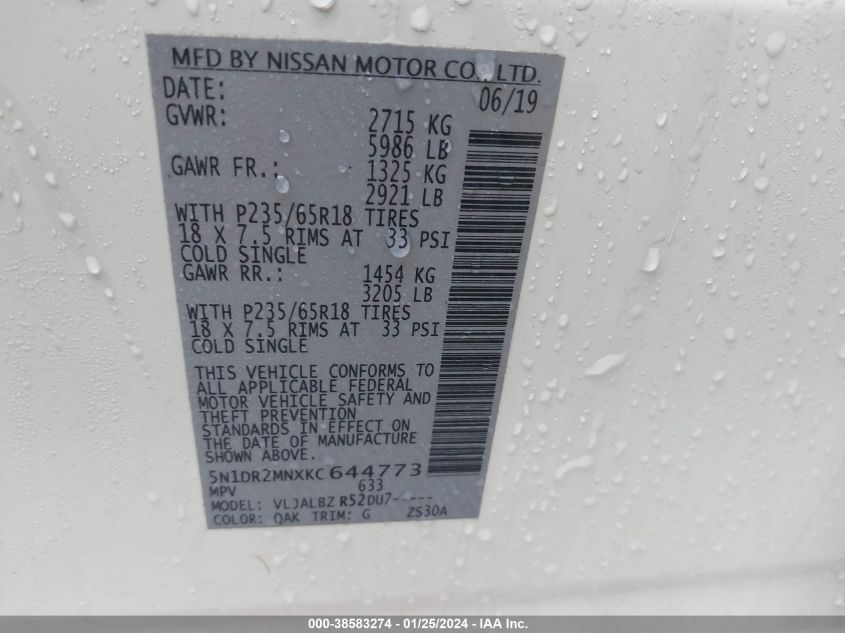 MFD BY NISSAN MOTOR CO., LTD.
DATE: 06/19
GVWR: 2715 KG
5986 LB
GAWR FR.: 1325 KG
2921 LB
WITH P235/65R18 TIRES
18 X 7.5 RIMS AT 33 PSI
COLD SINGLE
GAWR RR.: 1454 KG
3205 LB
WITH P235/65R18 TIRES
18 X 7.5 RIMS AT 33 PSI
COLD SINGLE
THIS VEHICLE CONFORMS TO
ALL APPLICABLE FEDERAL
MOTOR VEHICLE SAFETY AND
THEFT PREVENTION
STANDARDS IN EFFECT ON
THE DATE OF MANUFACTURE
SHOWN ABOVE.
5N1DR2MNXKC644773
MPV 633
MODEL: VLJALBZ R52DU7-----
COLOR: QAK TRIM: G ZS30A
000-38583274 - 01/25/2024 - IAA Inc.